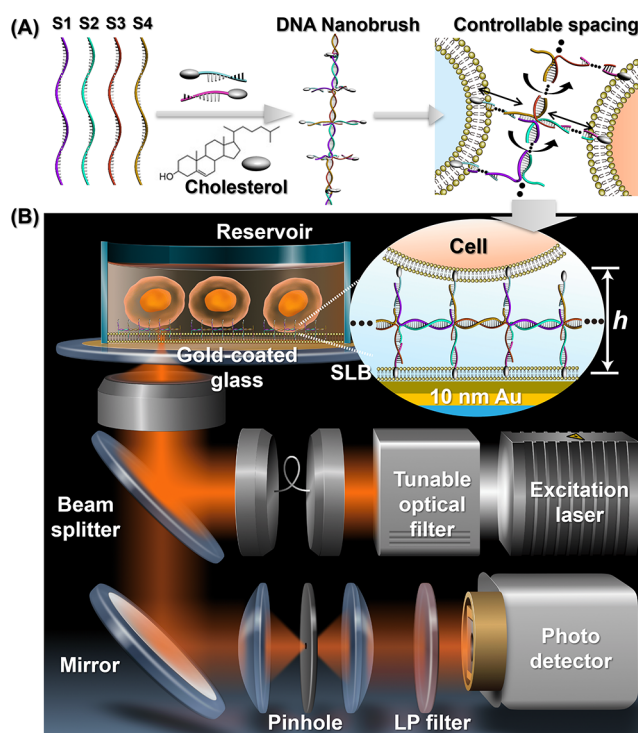 (A)
S1 S2 S3 S4
DNA Nanobrush
Controllable spacing
HO
Cholesterol
(B)
Reservoir
Cell
h
Gold-coated
glass
SLB
10 nm Au
Beam
splitter
Tunable
optical
filter
Excitation
laser
Mirror
Pinhole
LP filter
Photo
detector